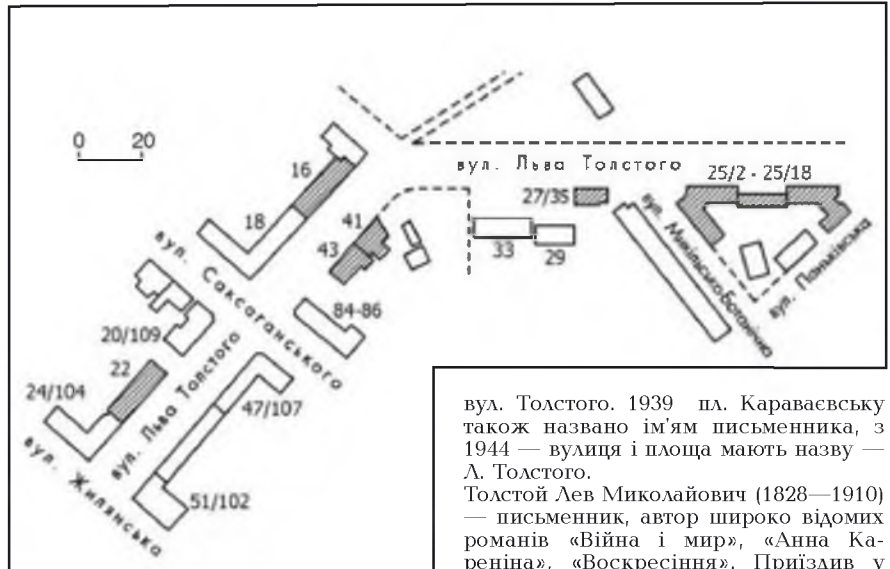 0 20
16
18
вул. Льва Толстого
25/2 - 25/18
27/35
41
43
33
29
вул. Микільсько-Ботанічна
вул. Паньківська
вул. Саксаганського
84-86
20/109
22
24/104
вул. Льва Толстого
47/107
51/102
вул. Жилянська
вул. Толстого. 1939 пл. Караваєвську
також названо ім'ям письменника, з
1944 — вулиця і площа мають назву —
Л. Толстого.
Толстой Лев Миколайович (1828—1910)
— письменник, автор широко відомих
романів «Війна і мир», «Анна Ка-
реніна», «Воскресіння». Приїздив у